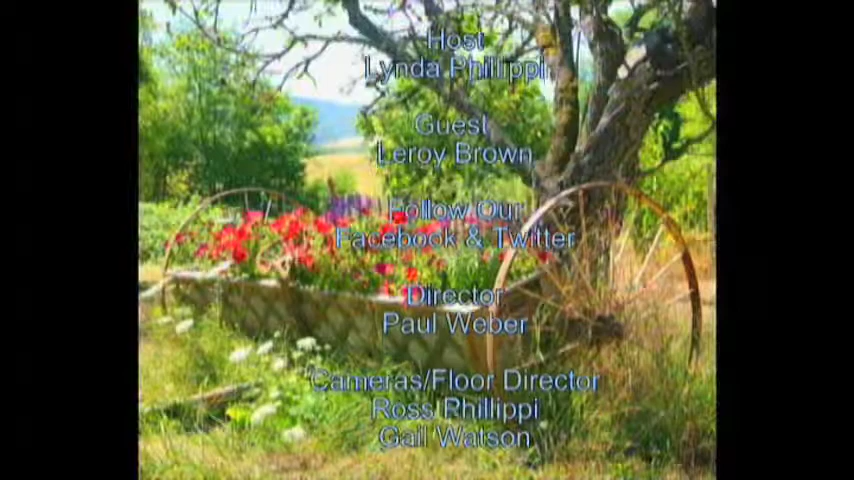 Host
Lynda Phillippi
Guest
Leroy Brown
Follow Our
Facebook & Twitter
Director
Paul Weber
Cameras/Floor Director
Ross Phillippi
Gail Watson